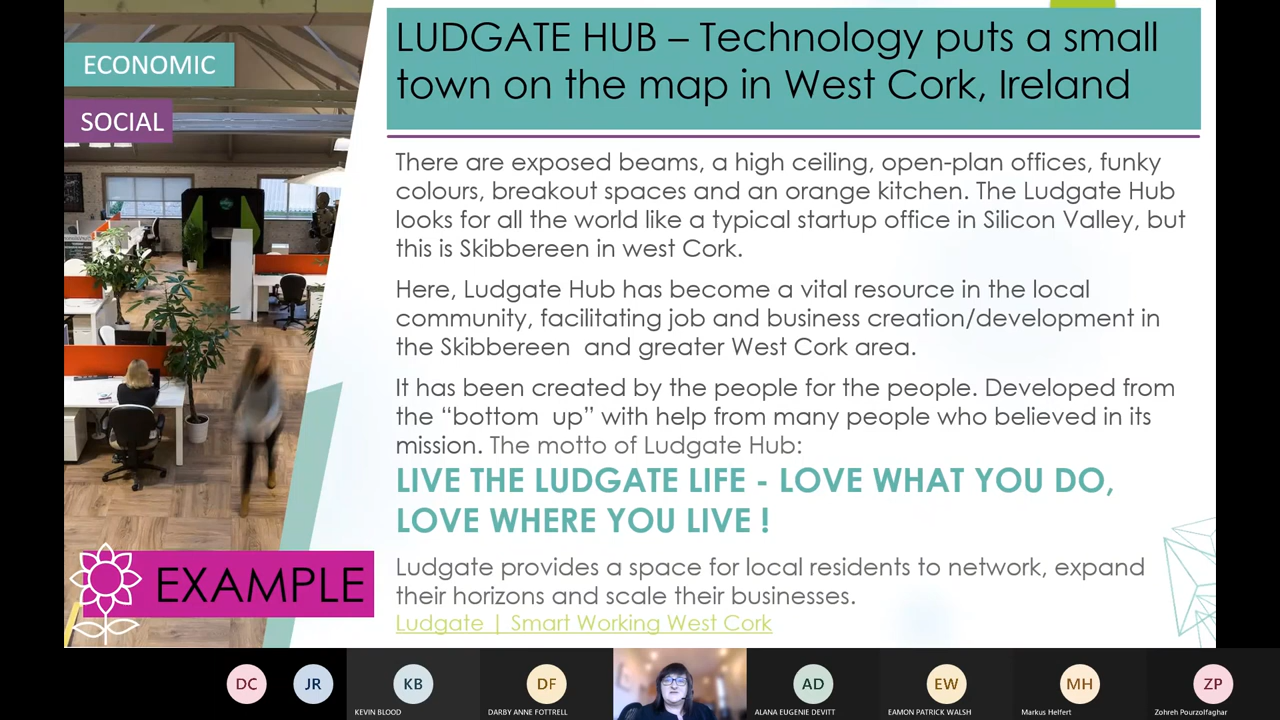 ECONOMIC
SOCIAL
LUDGATE HUB – Technology puts a small
town on the map in West Cork, Ireland
There are exposed beams, a high ceiling, open-plan offices, funky
colours, breakout spaces and an orange kitchen. The Ludgate Hub
looks for all the world like a typical startup office in Silicon Valley, but
this is Skibbereen in west Cork.
Here, Ludgate Hub has become a vital resource in the local
community, facilitating job and business creation/development in
the Skibbereen  and greater West Cork area.
It has been created by the people for the people. Developed from
the “bottom  up” with help from many people who believed in its
mission. The motto of Ludgate Hub:
LIVE THE LUDGATE LIFE - LOVE WHAT YOU DO,
LOVE WHERE YOU LIVE !
Ludgate provides a space for local residents to network, expand
their horizons and scale their businesses.
Ludgate | Smart Working West Cork
EXAMPLE
DC
JR
KB
KEVIN BLOOD
DF
DARBY ANNE FOTTRELL
AD
ALANA EUGENIE DEVITT
EW
EAMON PATRICK WALSH
MH
Markus Helfert
ZP
Zohreh Pourzolfaghar